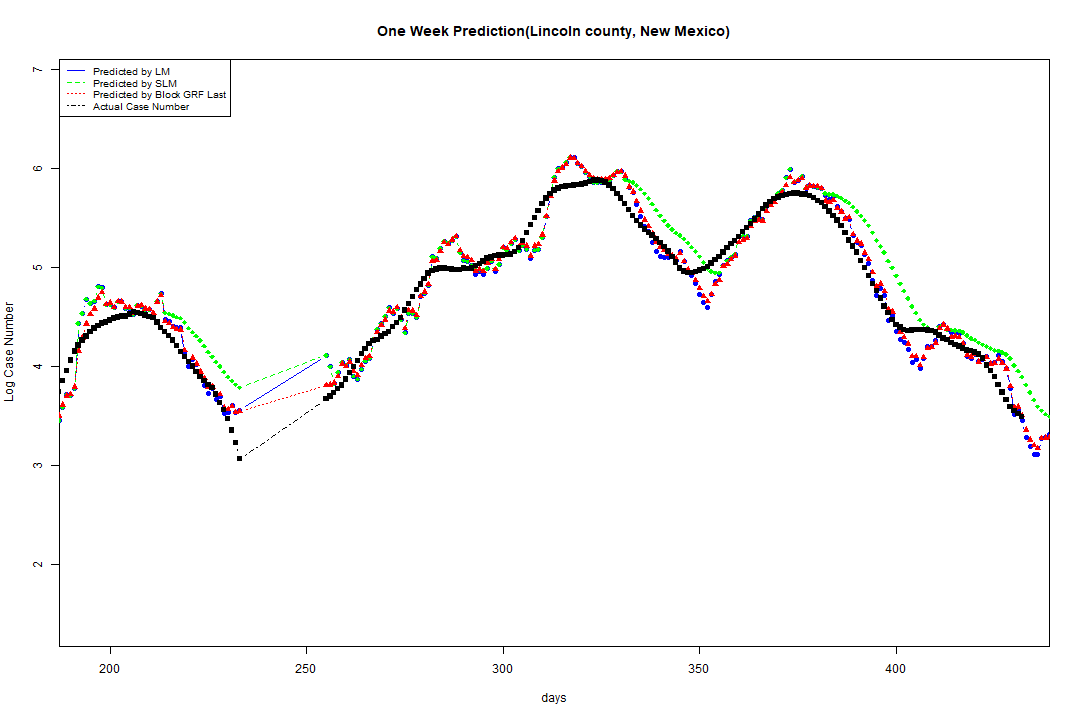 One Week Prediction(Lincoln county, New Mexico)
Predicted by LM
Predicted by SLM
Predicted by Block GRF Last
Actual Case Number
7
6
5
4
3
2
Log Case Number
200
250
300
350
400
days